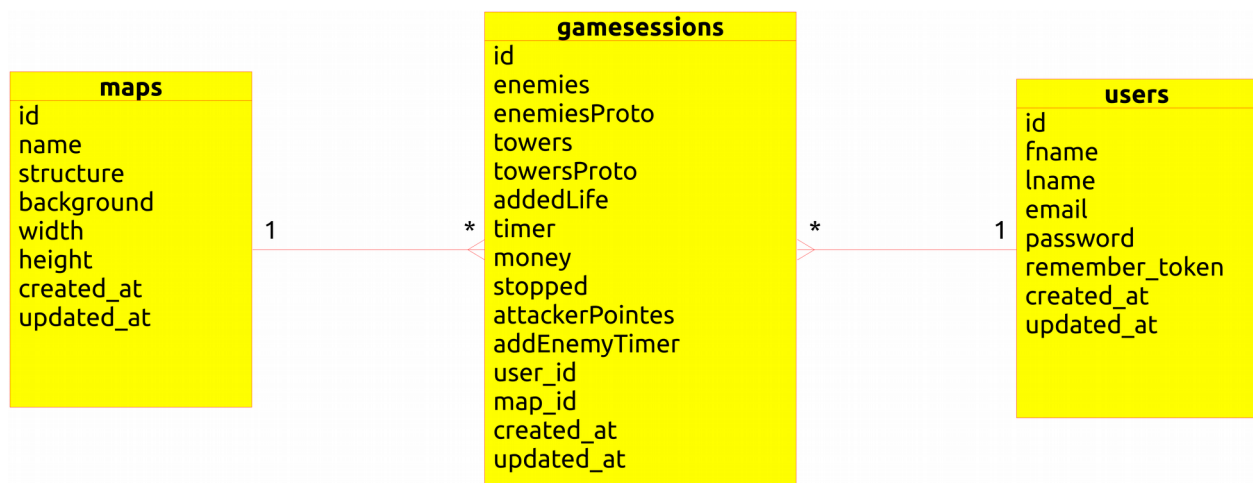 maps
id
name
structure
background
width
height
created_at
updated_at
1
*
gamesessions
id
enemies
enemiesProto
towers
towersProto
addedLife
timer
money
stopped
attackerPointes
addEnemyTimer
user_id
map_id
created_at
updated_at
*
1
users
id
fname
lname
email
password
remember_token
created_at
updated_at